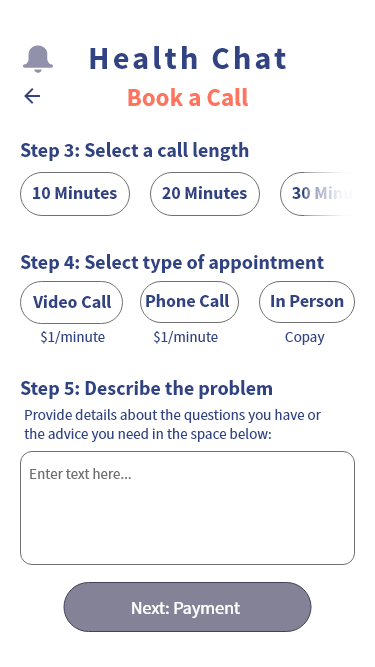 Health Chat
Book a Call
Step 3: Select a call length
10 Minutes 20 Minutes 30 Minu
Step 4: Select type of appointment
Video Call Phone Call In Person
$1/minute $1/minute Copay
Step 5: Describe the problem
Provide details about the questions you have or
the advice you need in the space below:
Enter text here...
Next: Payment